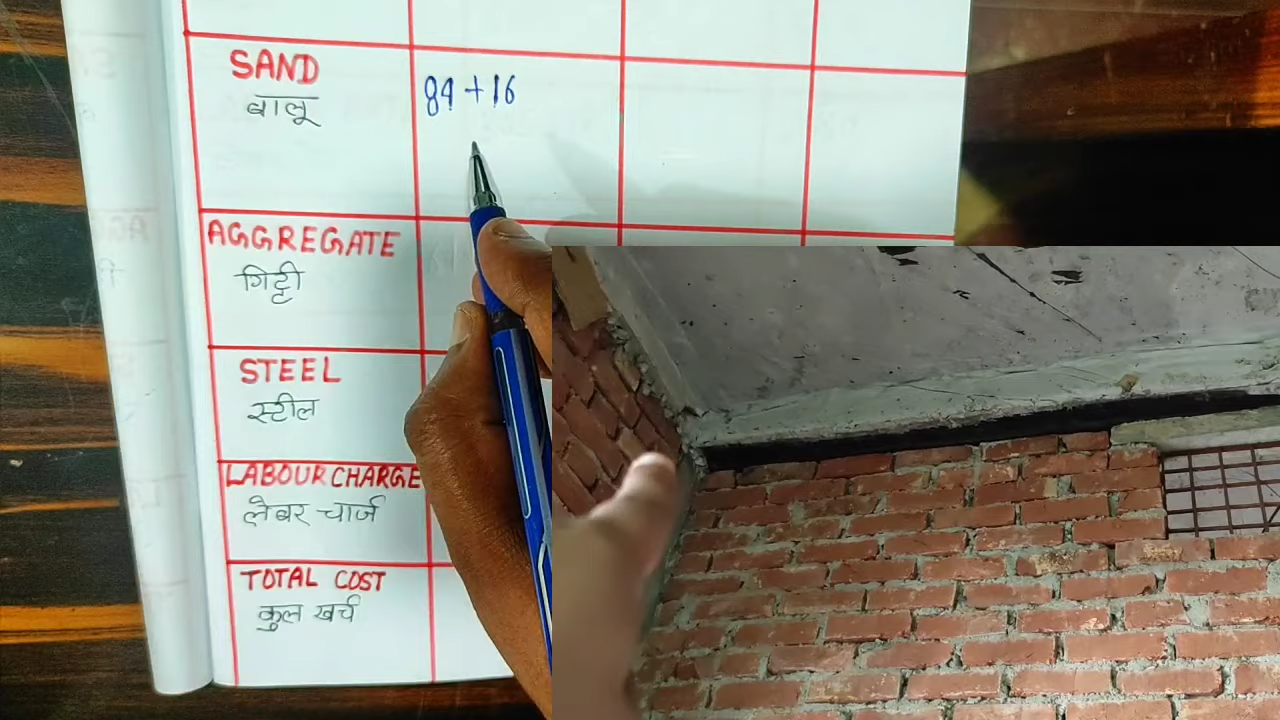 SAND
बालू
84 + 16
AGGREGATE
गिट्टी
STEEL
स्टील
LABOUR CHARGE
लेबर चार्ज
TOTAL COST
कुल खर्च